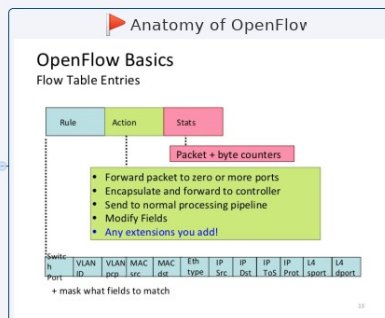 Anatomy of OpenFlov
OpenFlow Basics
Flow Table Entries
Rule Action Stats
Packet + byte counters
• Forward packet to zero or more ports
• Encapsulate and forward to controller
• Send to normal processing pipeline
• Modify Fields
• Any extensions you add!
Switc
h
Port
VLAN
ID
VLAN
pcp
MAC
src
MAC
dst
Eth
type
IP
Src
IP
Dst
IP
ToS
IP
Prot
L4
sport
L4
dport
+ mask what fields to match